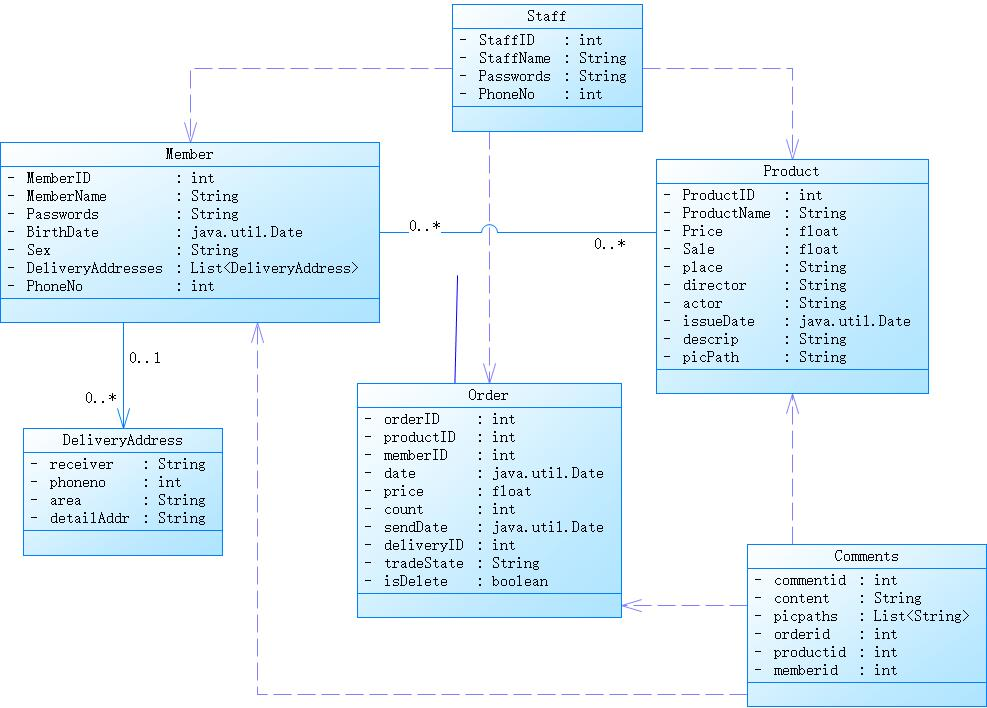 Staff
- StaffID : int
- StaffName : String
- Passwords : String
- PhoneNo : int
Member
- MemberID : int
- MemberName : String
- Passwords : String
- BirthDate : java.util.Date
- Sex : String
- DeliveryAddresses : List<DeliveryAddress>
- PhoneNo : int
0..*
0..*
Product
- ProductID : int
- ProductName : String
- Price : float
- Sale : float
- place : String
- director : String
- actor : String
- issueDate : java.util.Date
- descrip : String
- picPath : String
0..1
0..*
DeliveryAddress
- receiver : String
- phoneno : int
- area : String
- detailAddr : String
Order
- orderID : int
- productID : int
- memberID : int
- date : java.util.Date
- price : float
- count : int
- sendDate : java.util.Date
- deliveryID : int
- tradeState : String
- isDelete : boolean
Comments
- commentid : int
- content : String
- picpaths : List<String>
- orderid : int
- productid : int
- memberid : int